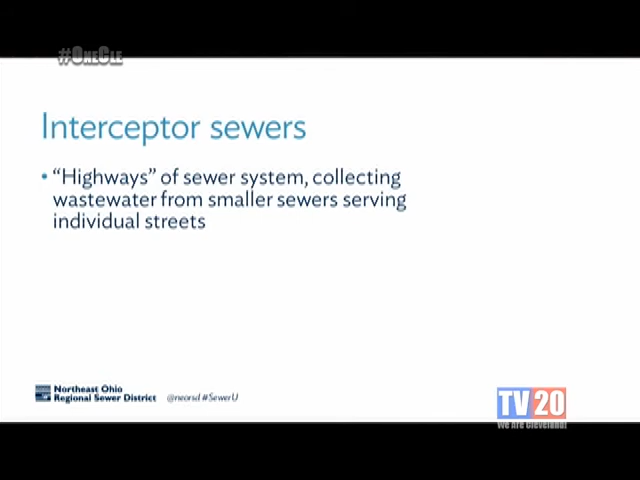 #OneCle
Interceptor sewers
• “Highways” of sewer system, collecting
wastewater from smaller sewers serving
individual streets
Northeast Ohio
Regional Sewer District
@neorsd #SewerU
TV20
We Are Cleveland!